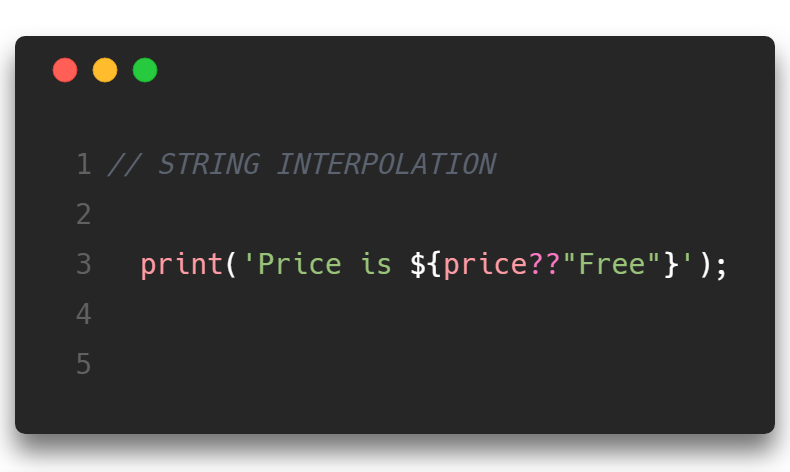 1 // STRING INTERPOLATION
2
3 print('Price is ${price??"Free"}');
4
5